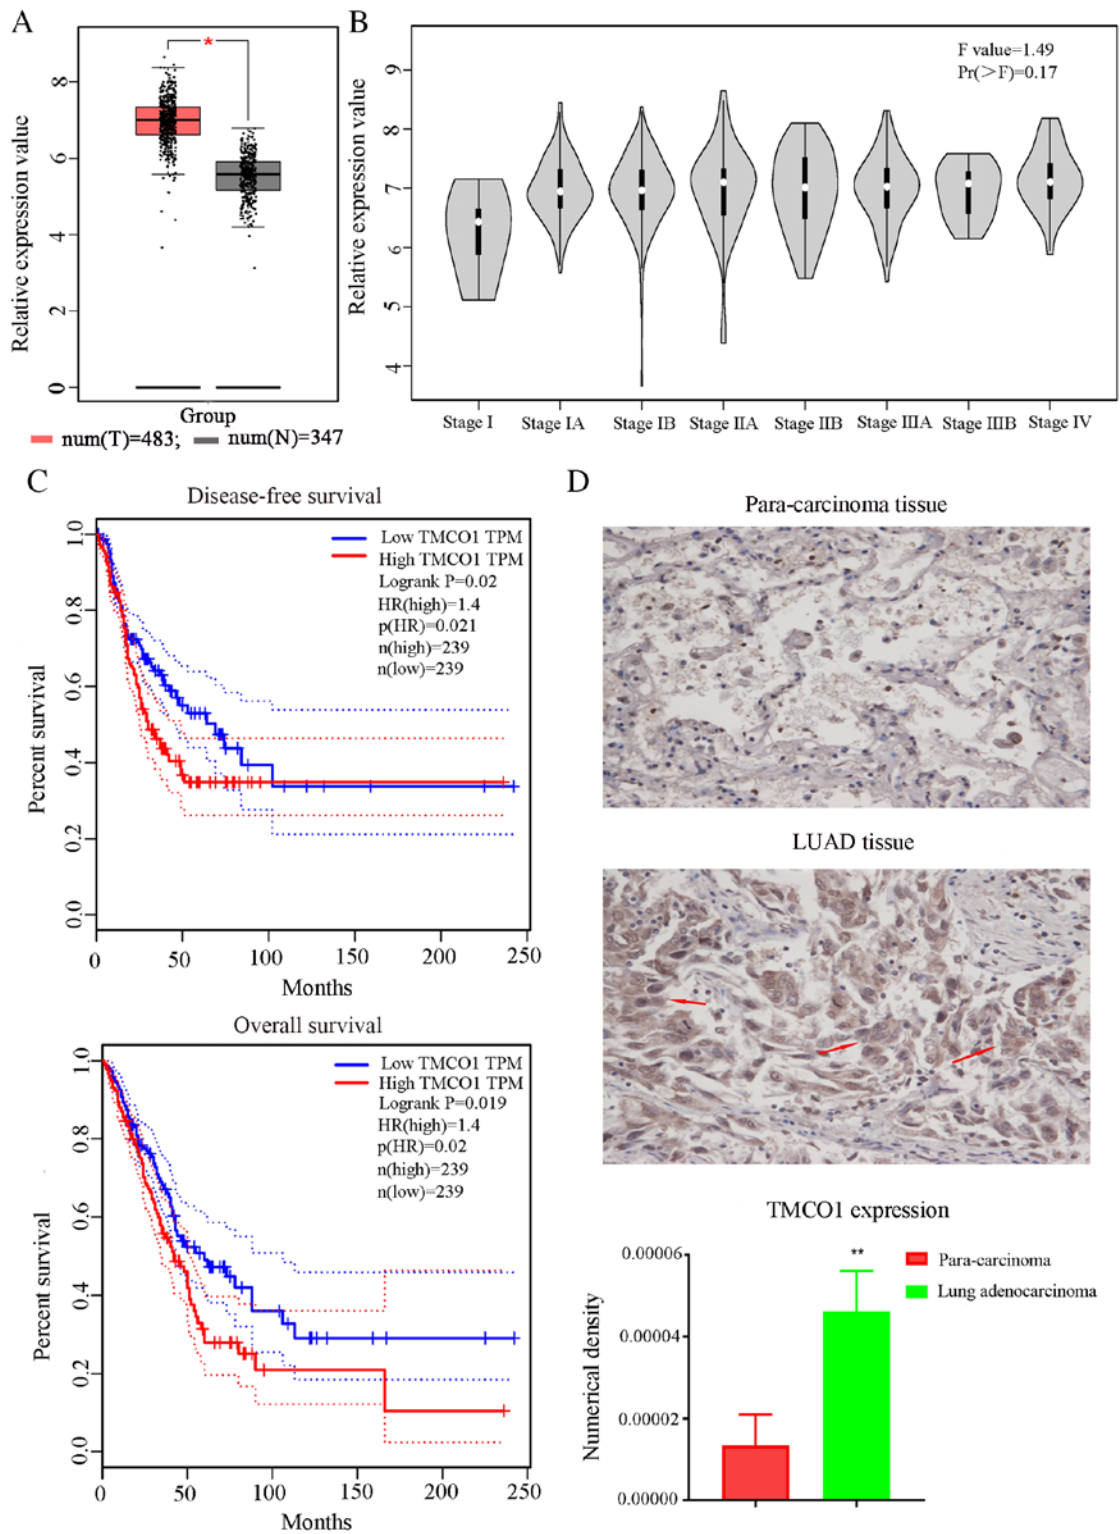 A
Relative expression value
8
6
4
2
0
*
Group
num(T)=483; num(N)=347
B
Relative expression value
9
8
7
6
5
4
F value=1.49
Pr(>F)=0.17
Stage I Stage IA Stage IB Stage IIA Stage IIB Stage IIIA Stage IIIB Stage IV
C
Disease-free survival
Percent survival
1.0
0.8
0.6
0.4
0.2
0.0
Low TMCO1 TPM
High TMCO1 TPM
Logrank P=0.02
HR(high)=1.4
p(HR)=0.021
n(high)=239
n(low)=239
0 50 100 150 200 250
Months
Overall survival
Percent survival
1.0
0.8
0.6
0.4
0.2
0.0
Low TMCO1 TPM
High TMCO1 TPM
Logrank P=0.019
HR(high)=1.4
p(HR)=0.02
n(high)=239
n(low)=239
0 50 100 150 200 250
Months
D
Para-carcinoma tissue
LUAD tissue
TMCO1 expression
Numerical density
0.00006
0.00004
0.00002
0.00000
**
Para-carcinoma
Lung adenocarcinoma